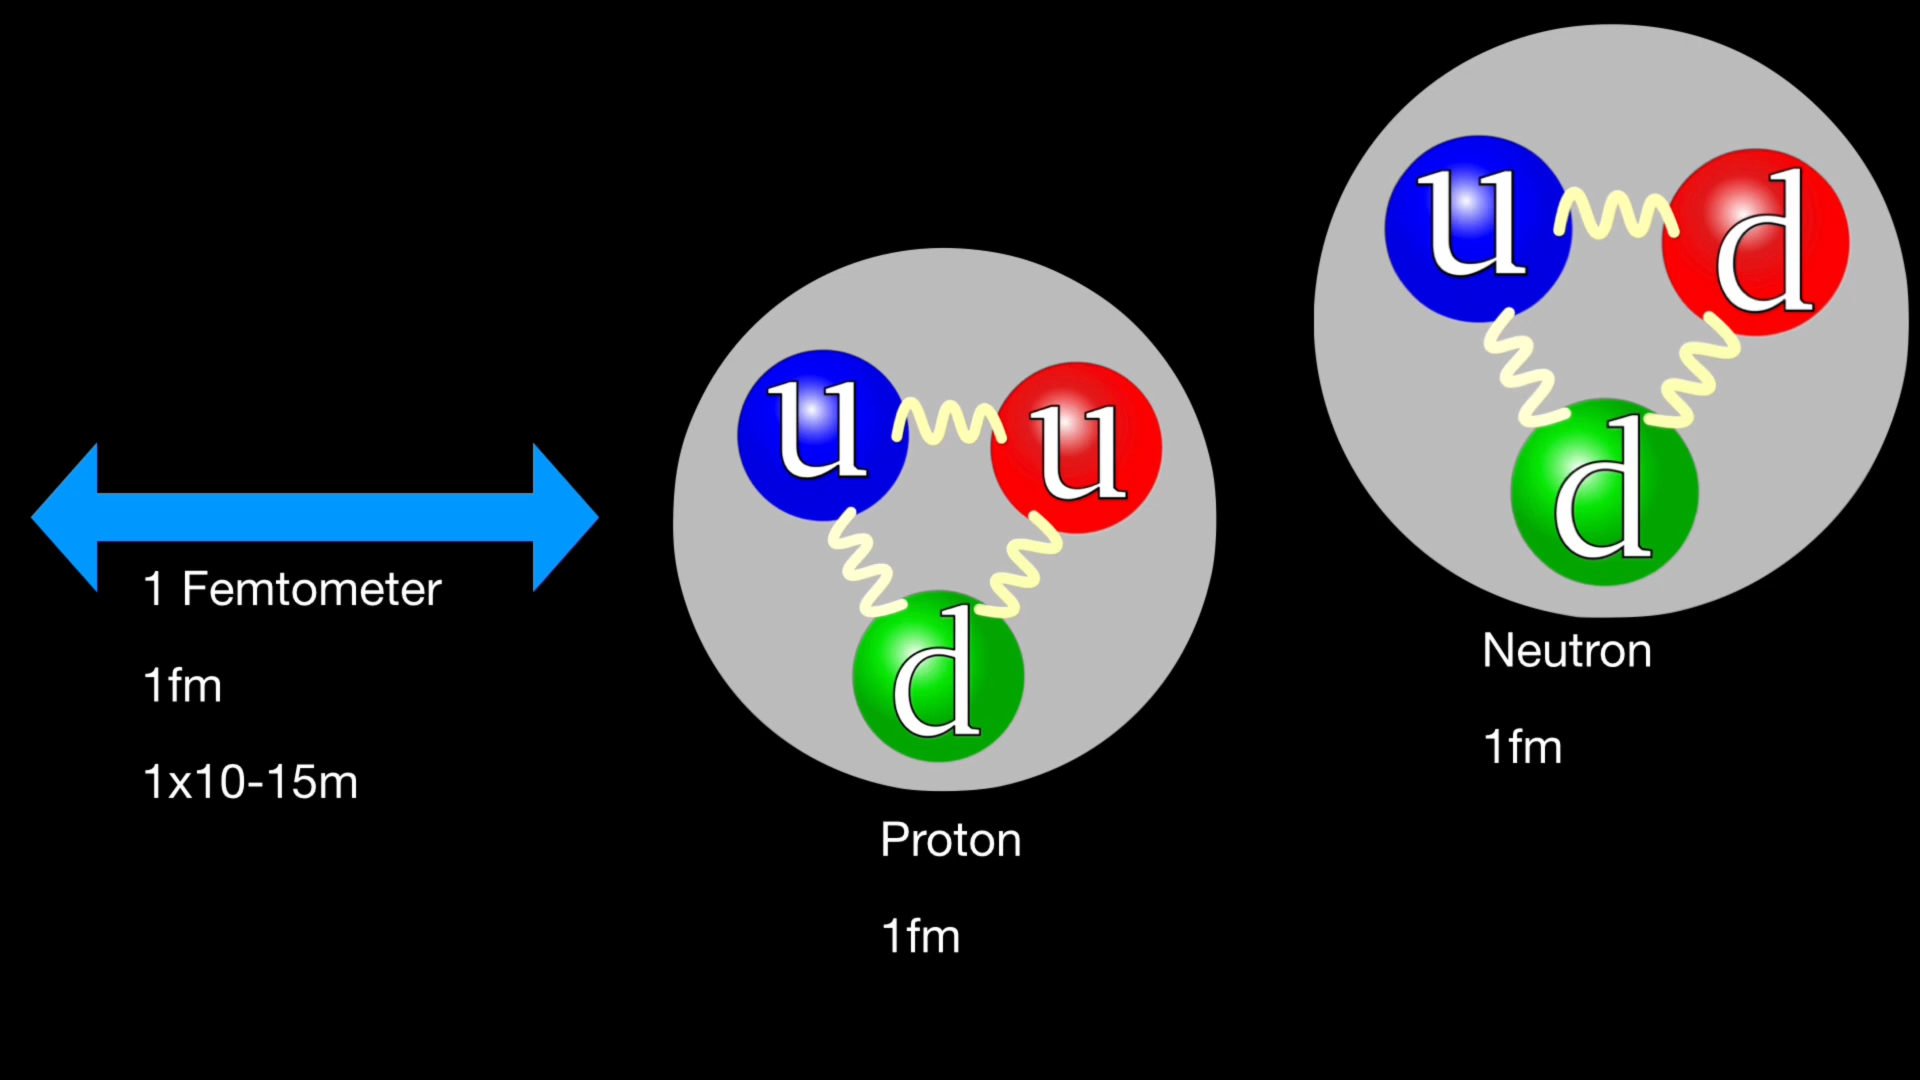 1 Femtometer
1fm
1x10-15m
u u
d
Proton
1fm
u d
d
Neutron
1fm